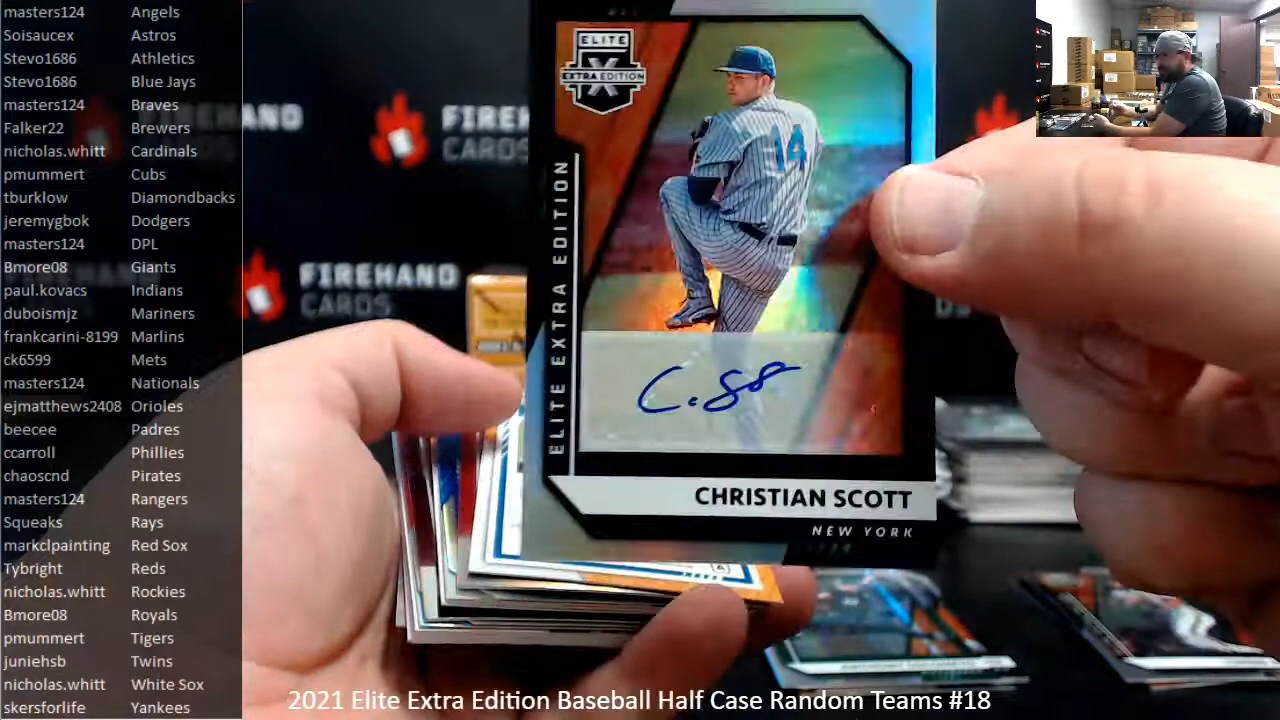 masters124 Angels
Soisaucex Astros
Stevo1686 Athletics
Stevo1686 Blue Jays
masters124 Braves
Falker22 Brewers
nicholas.whitt Cardinals
pmummert Cubs
tburklow Diamondbacks
jeremygbok Dodgers
masters124 DPL
Bmore08 Giants
paul.kovacs Indians
duboismjz Mariners
frankcarini-8199 Marlins
ck6599 Mets
masters124 Nationals
ejmatthews2408 Orioles
beecee Padres
ccarroll Phillies
chaoscnd Pirates
masters124 Rangers
Squeaks Rays
markclpainting Red Sox
Tybright Reds
nicholas.whitt Rockies
Bmore08 Royals
pmummert Tigers
juniehsb Twins
nicholas.whitt White Sox
skersforlife Yankees
FIREHAND
CARDS
ELITE
X
EXTRA EDITION
ELITE EXTRA EDITION
14
CHRISTIAN SCOTT
NEW YORK
2021 Elite Extra Edition Baseball Half Case Random Teams #18